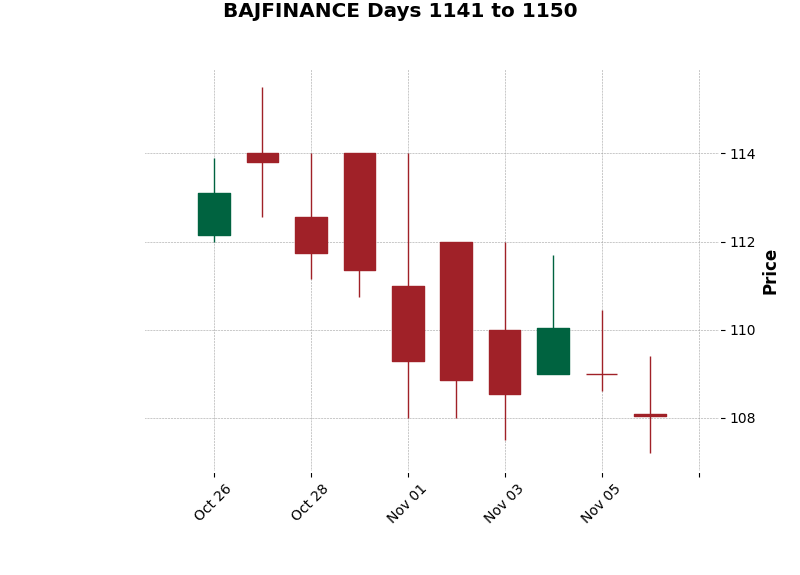 BAJFINANCE Days 1141 to 1150
114
112
110
108
Price
Oct 26
Oct 28
Nov 01
Nov 03
Nov 05